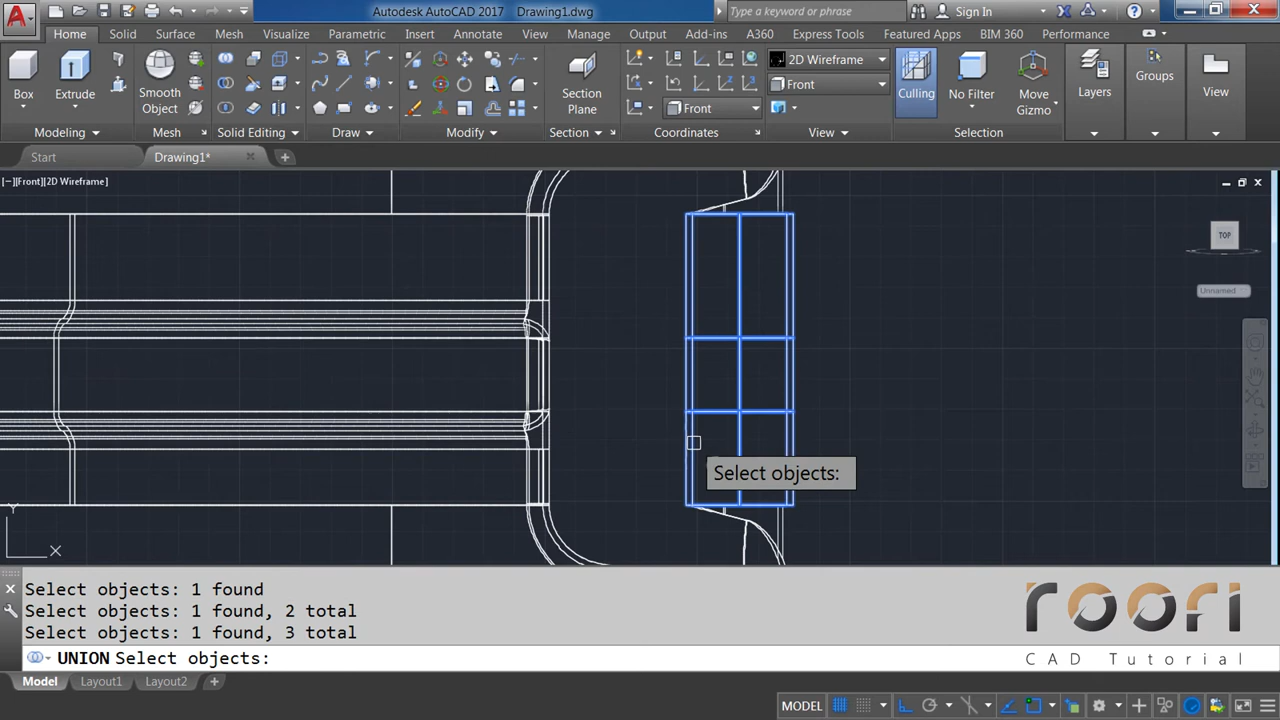 Autodesk AutoCAD 2017 Drawing1.dwg
Type a keyword or phrase
Sign In
Home Solid Surface Mesh Visualize Parametric Insert Annotate View Manage Output Add-ins A360 Express Tools Featured Apps BIM 360 Performance
Box
Extrude
Smooth
Object
Section
Plane
Front
2D Wireframe
Front
Culling
No Filter
Move
Gizmo
Layers
Groups
View
Modeling
Mesh
Solid Editing
Draw
Modify
Section
Coordinates
View
Selection
Start
Drawing1*
[−][Front][2D Wireframe]
TOP
Unnamed
Select objects:
Y
X
Select objects: 1 found
Select objects: 1 found, 2 total
Select objects: 1 found, 3 total
UNION Select objects:
roori
CAD Tutorial
Model Layout1 Layout2
MODEL